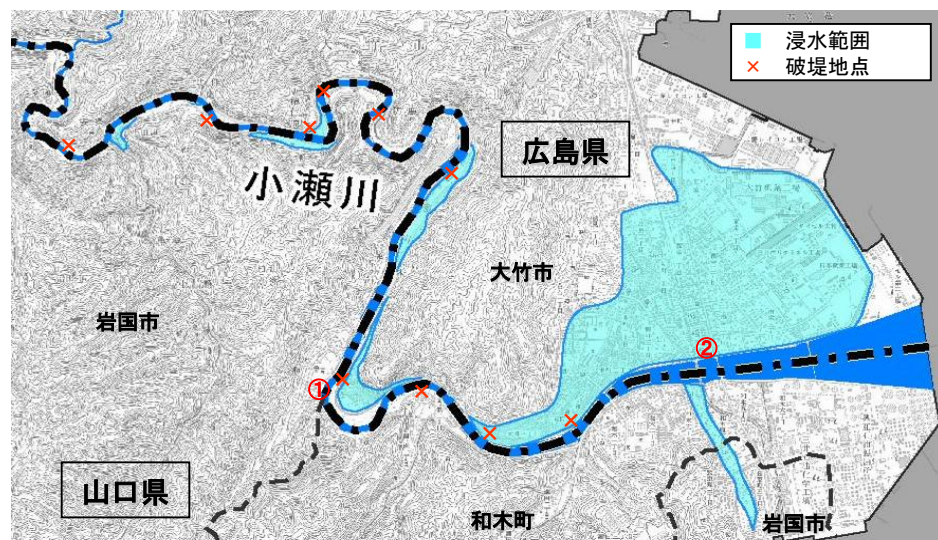 浸水範囲
× 破堤地点
広島県
小瀬川
大竹市
岩国市
②
①
山口県
和木町
岩国市